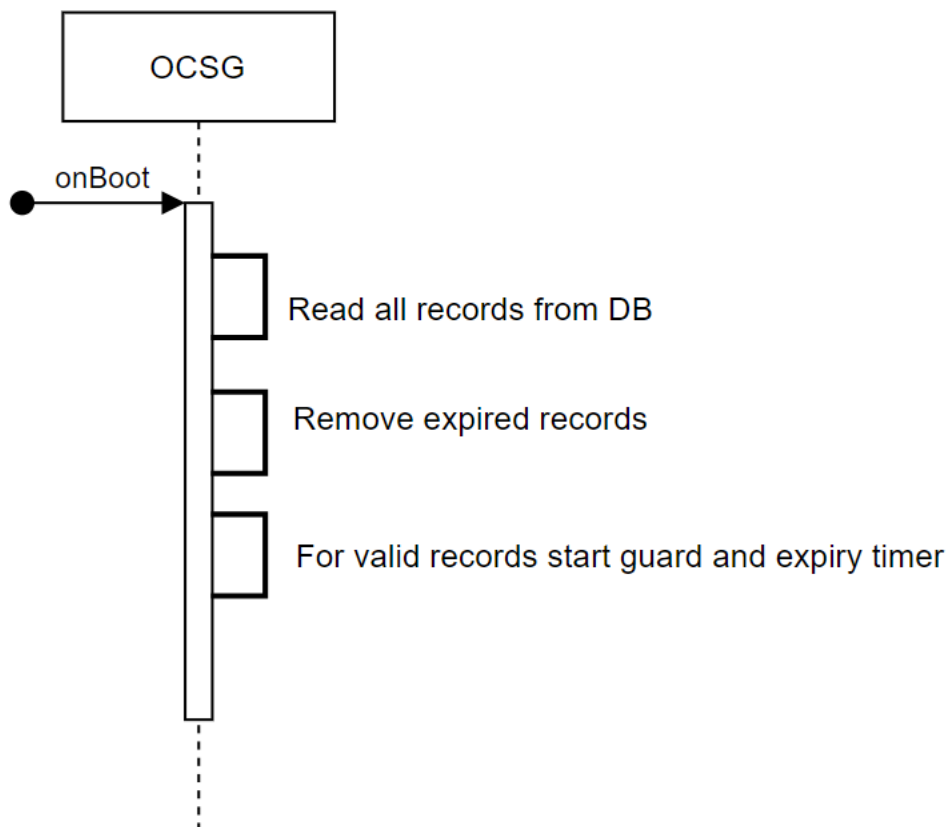 OCSG
onBoot
Read all records from DB
Remove expired records
For valid records start guard and expiry timer